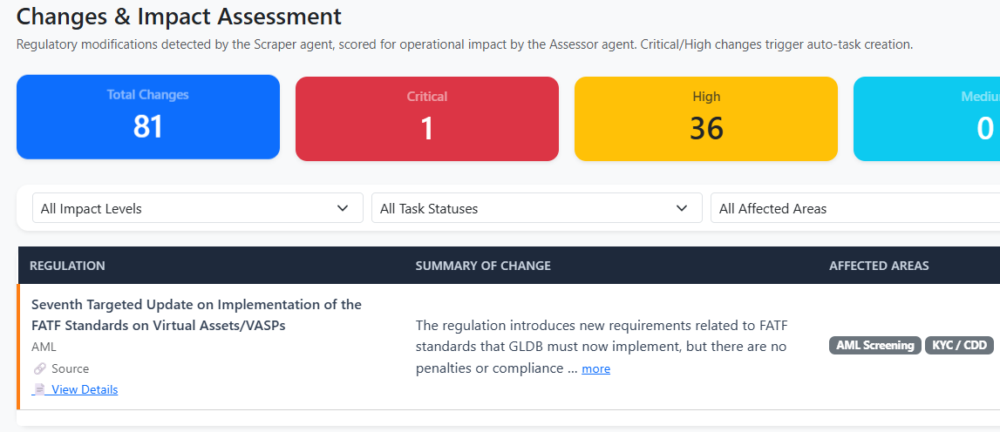 Changes & Impact Assessment
Regulatory modifications detected by the Scraper agent, scored for operational impact by the Assessor agent. Critical/High changes trigger auto-task creation.
Total Changes
81
Critical
1
High
36
0
All Impact Levels
All Task Statuses
All Affected Areas
REGULATION
SUMMARY OF CHANGE
AFFECTED AREAS
Seventh Targeted Update on Implementation of the
FATF Standards on Virtual Assets/VASPs
AML
Source
View Details
The regulation introduces new requirements related to FATF
standards that GLDB must now implement, but there are no
penalties or compliance ... more
AML Screening
KYC / CDD